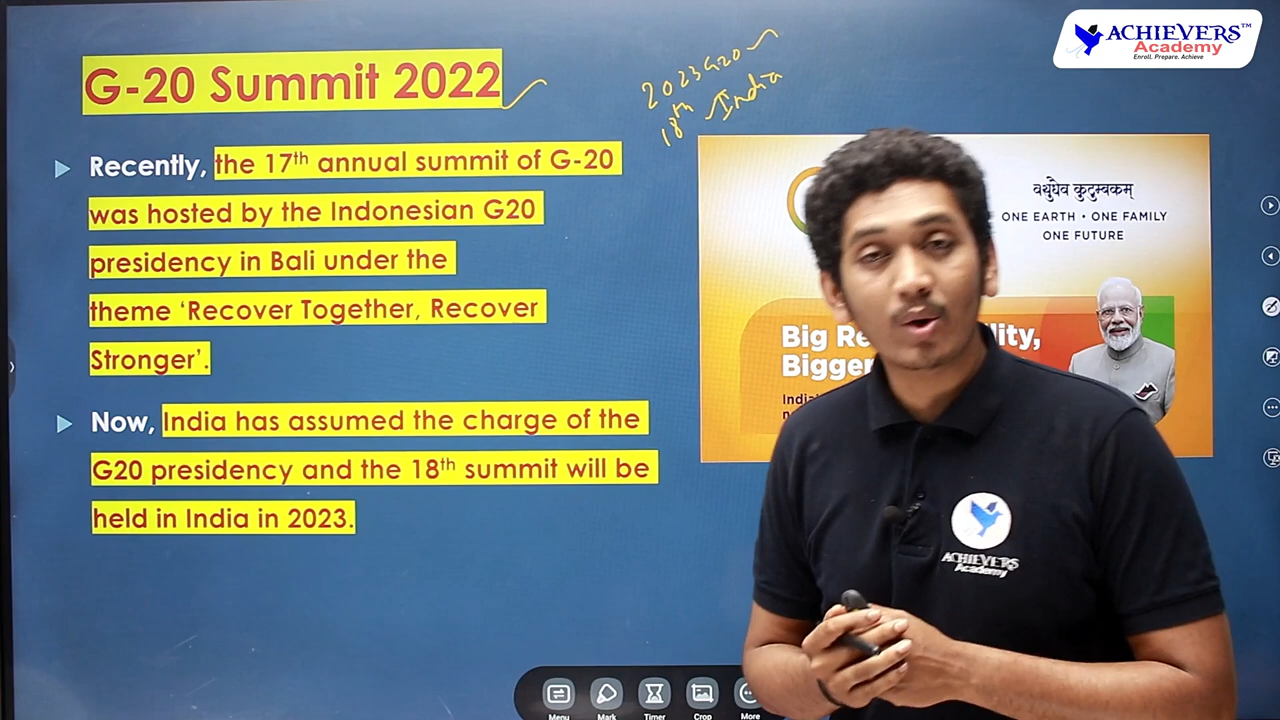 ACHIEVERS™
Academy
Enroll. Prepare. Achieve
G-20 Summit 2022
2023 G20
18th India
Recently, the 17th annual summit of G-20
was hosted by the Indonesian G20
presidency in Bali under the
theme ‘Recover Together, Recover
Stronger’.
Now, India has assumed the charge of the
G20 presidency and the 18th summit will be
held in India in 2023.
वसुधैव कुटुम्बकम्
ONE EARTH • ONE FAMILY
ONE FUTURE
Big Re lity,
Bigger
India
ACHIEVERS
Academy
Menu
Mark
Timer
Crop
More